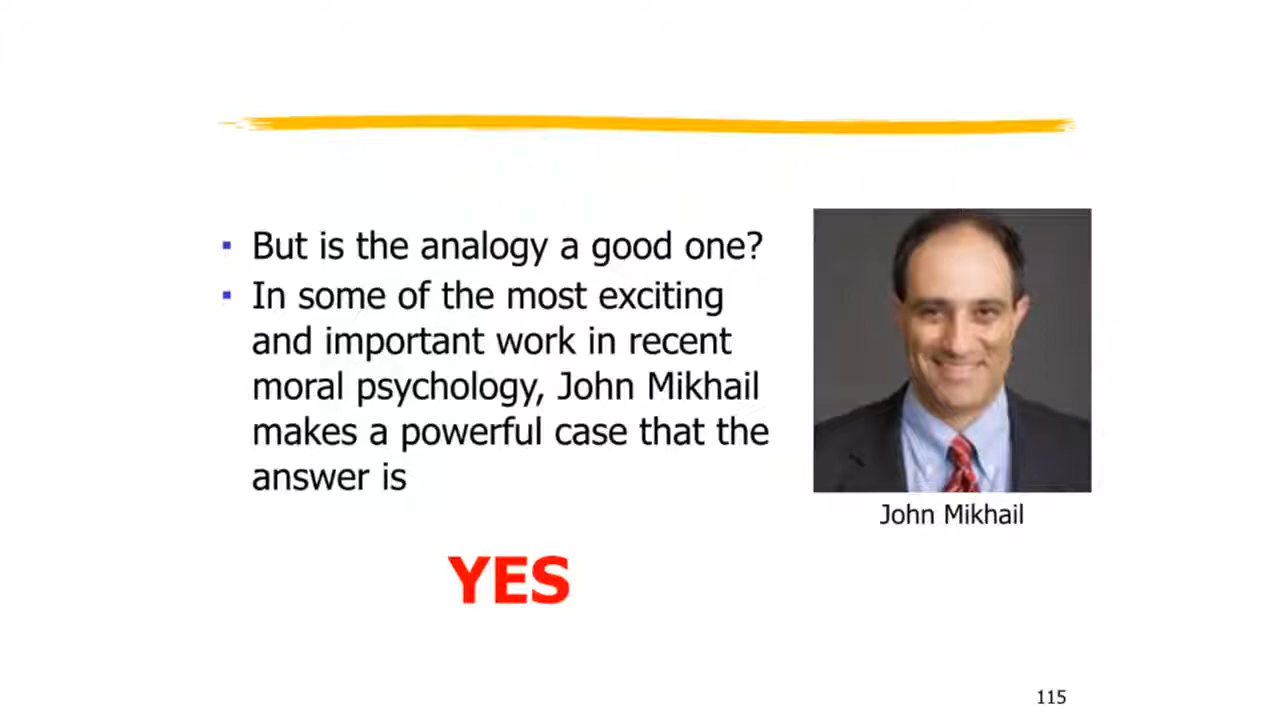 But is the analogy a good one?
In some of the most exciting
and important work in recent
moral psychology, John Mikhail
makes a powerful case that the
answer is
John Mikhail
YES
115